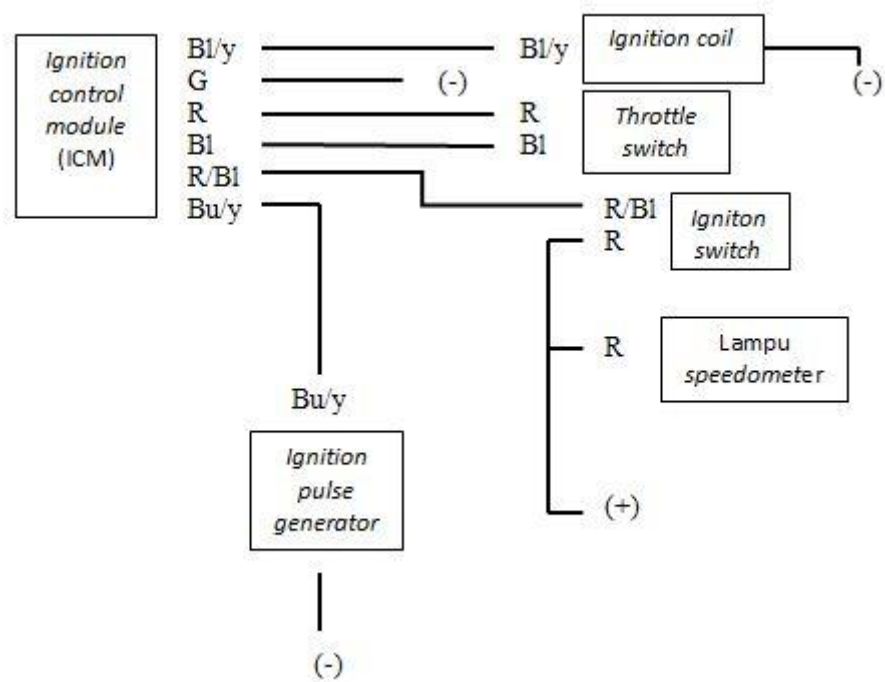 Ignition
control
module
(ICM)
Bl/y
G
R
Bl
R/Bl
Bu/y
(-)
Bl/y
R
Bl
Ignition coil
(-)
Throttle
switch
R/Bl
R
Igniton
switch
R
Lampu
speedometer
(+)
Bu/y
Ignition
pulse
generator
(-)